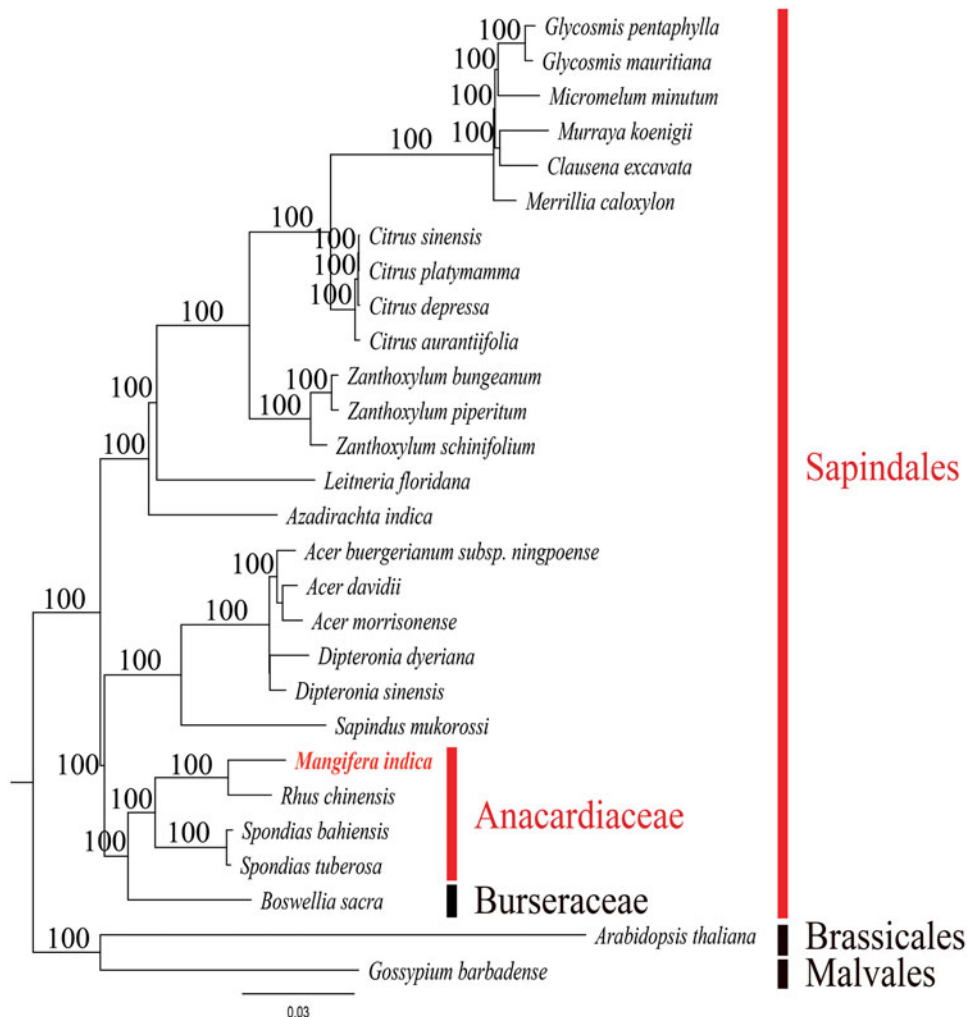 100 Glycosmis pentaphylla
100 Glycosmis mauritiana
100 Micromelum minutum
100 Murraya koenigii
100 Clausena excavata
Merrillia caloxylon
100
100 Citrus sinensis
100 Citrus platymamma
100 Citrus depressa
100 Citrus aurantiifolia
100 Zanthoxylum bungeanum
100 Zanthoxylum piperitum
100 Zanthoxylum schinifolium
Sapindales
100 Leitneria floridana
100 Azadirachta indica
Acer buergerianum subsp. ningpoense
100 Acer davidii
100 Acer morrisonense
100 Dipteronia dyeriana
100 Dipteronia sinensis
Sapindus mukorossi
100 Mangifera indica
100 Rhus chinensis
Anacardiaceae
100 100 Spondias bahiensis
100 Spondias tuberosa
Boswellia sacra
Burseraceae
100 Arabidopsis thaliana
Brassicales
Gossypium barbadense
Malvales
0.03